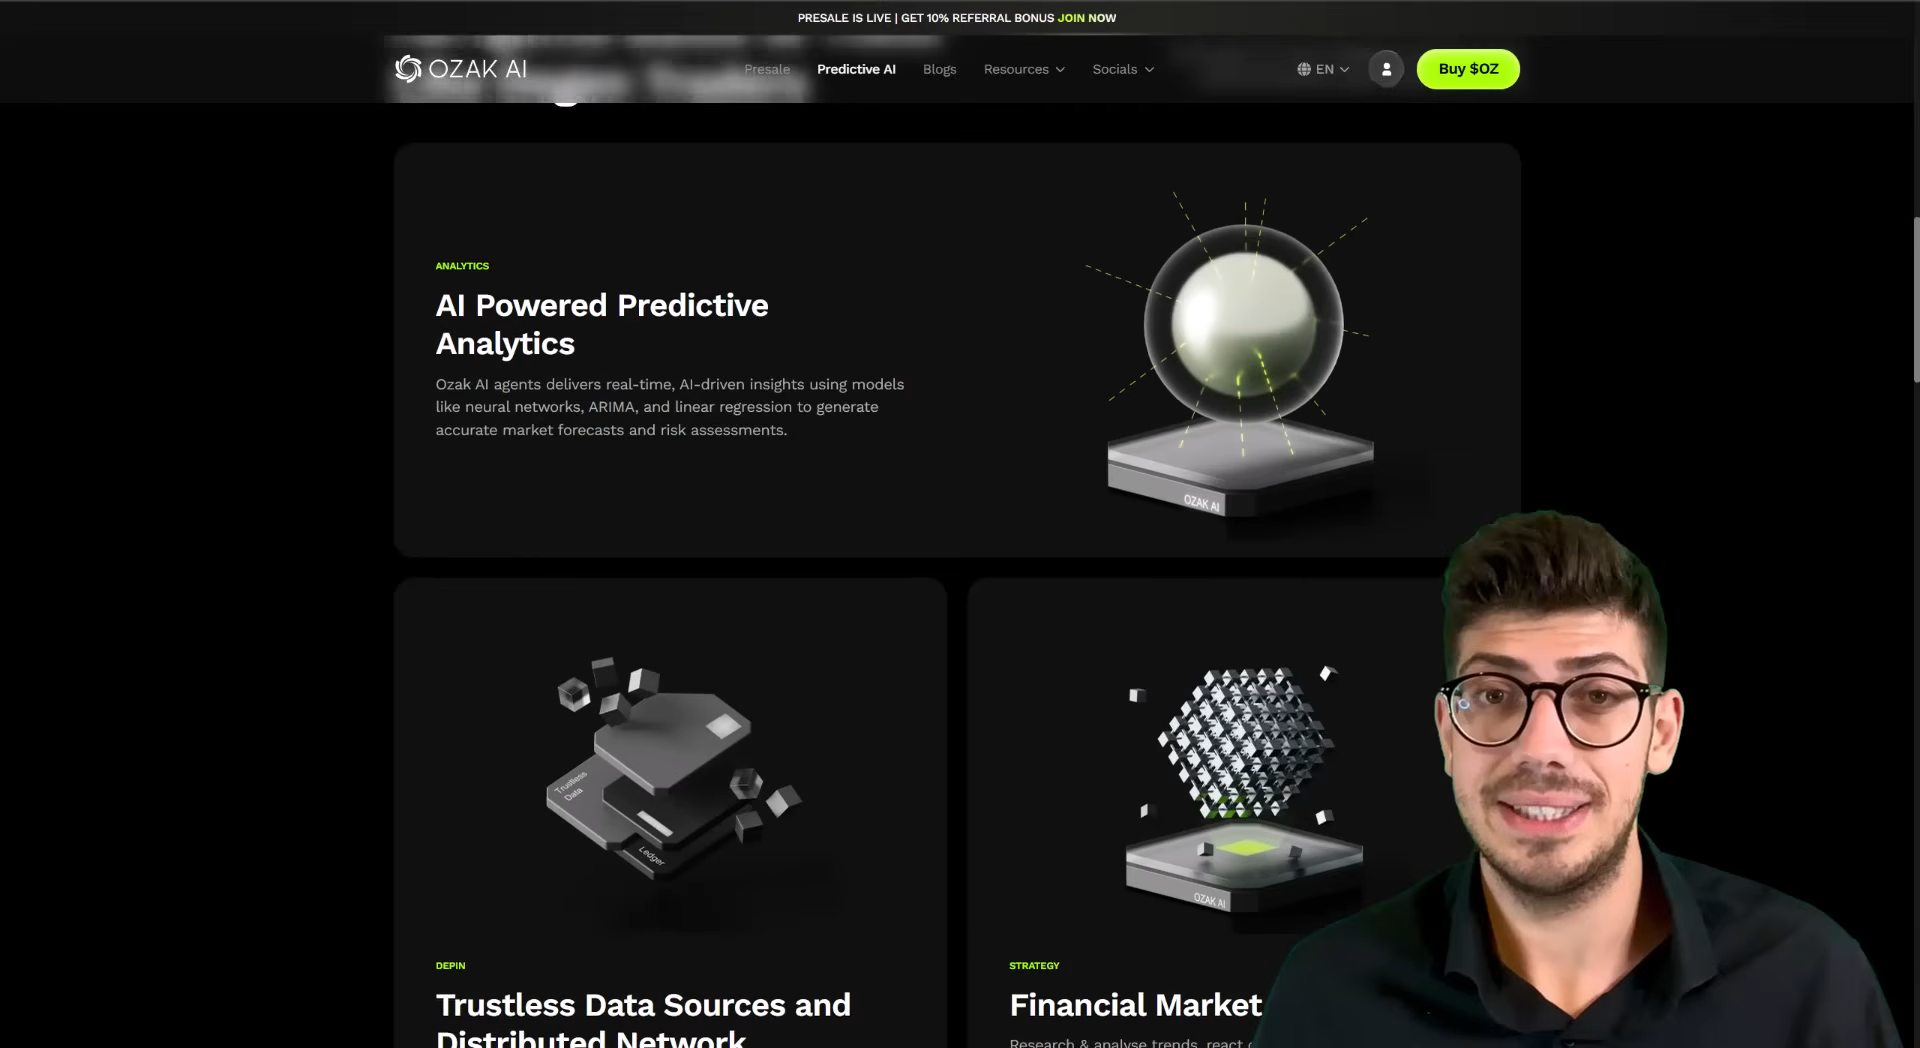 PRESALE IS LIVE | GET 10% REFERRAL BONUS JOIN NOW
OZAK AI
Presale
Predictive AI
Blogs
Resources
Socials
EN
Buy $OZ
ANALYTICS
AI Powered Predictive
Analytics
Ozak AI agents delivers real-time, AI-driven insights using models
like neural networks, ARIMA, and linear regression to generate
accurate market forecasts and risk assessments.
OZAK AI
Trustless
Data
Ledger
OZAK AI
DEPIN
Trustless Data Sources and
Distributed Network
STRATEGY
Financial Market
Research & analyse trends, react